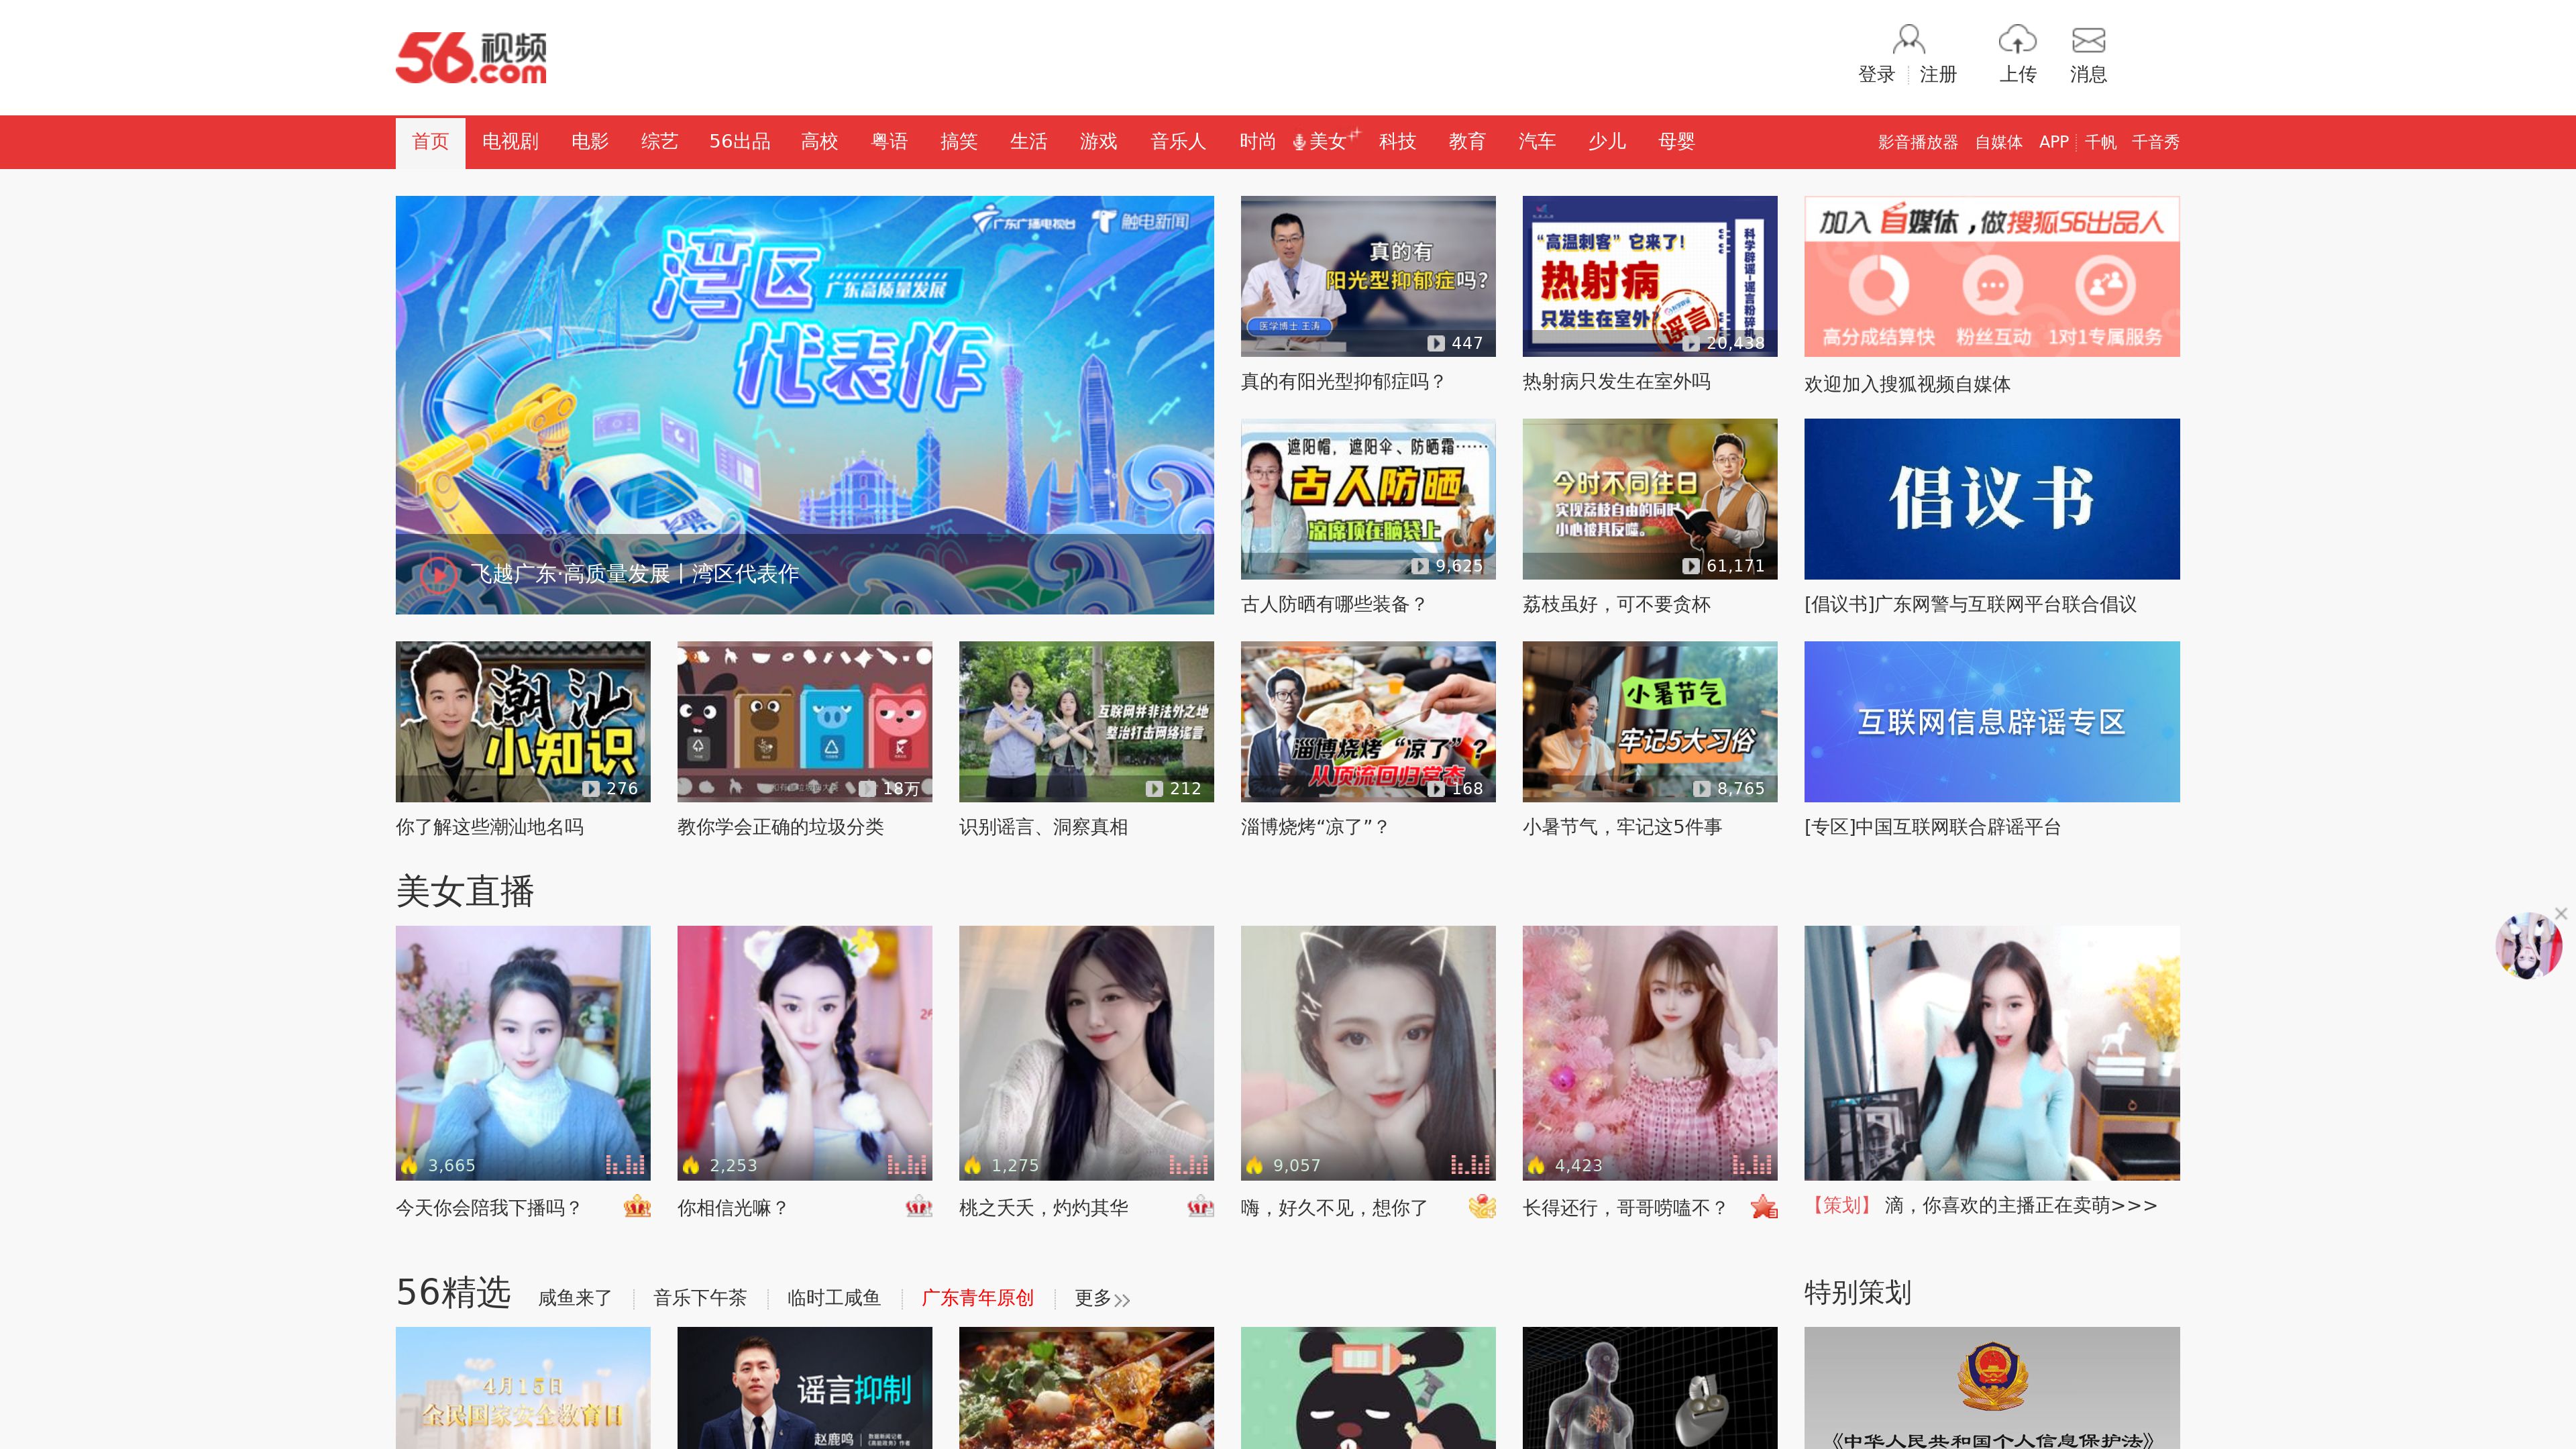 56视频
.com
登录
注册
上传
消息
首页
电视剧
电影
综艺
56出品
高校
粤语
搞笑
生活
游戏
音乐人
时尚
美女
科技
教育
汽车
少儿
母婴
影音播放器
自媒体
APP
千帆
千音秀
广东广播电视台
触电新闻
湾区
广东高质量发展
代表作
飞越广东·高质量发展丨湾区代表作
真的有
阳光型抑郁症吗?
医学博士 王涛
447
真的有阳光型抑郁症吗？
“高温刺客”它来了!
热射病
只发生在室外?
谣言
科学辟谣-谣言粉碎机
20,438
热射病只发生在室外吗
加入自媒体,做搜狐56出品人
高分成结算快
粉丝互动
1对1专属服务
欢迎加入搜狐视频自媒体
遮阳帽，遮阳伞、防晒霜……
古人防晒
凉席顶在脑袋上
9,625
古人防晒有哪些装备？
今时不同往日
实现荔枝自由的同时
小心被其反噬。
61,171
荔枝虽好，可不要贪杯
倡议书
[倡议书]广东网警与互联网平台联合倡议
潮汕
小知识
276
你了解这些潮汕地名吗
18万
教你学会正确的垃圾分类
互联网并非法外之地
整治打击网络谣言
212
识别谣言、洞察真相
淄博烧烤“凉了”?
从顶流回归常态
168
淄博烧烤“凉了”？
小暑节气
牢记5大习俗
8,765
小暑节气，牢记这5件事
互联网信息辟谣专区
[专区]中国互联网联合辟谣平台
美女直播
3,665
今天你会陪我下播吗？
2,253
你相信光嘛？
1,275
桃之夭夭，灼灼其华
9,057
嗨，好久不见，想你了
4,423
长得还行，哥哥唠嗑不？
【策划】 滴，你喜欢的主播正在卖萌>>>
56精选
咸鱼来了
音乐下午茶
临时工咸鱼
广东青年原创
更多
特别策划
4月15日
全民国家安全教育日
谣言抑制
赵鹿鸣
《中华人民共和国个人信息保护法》